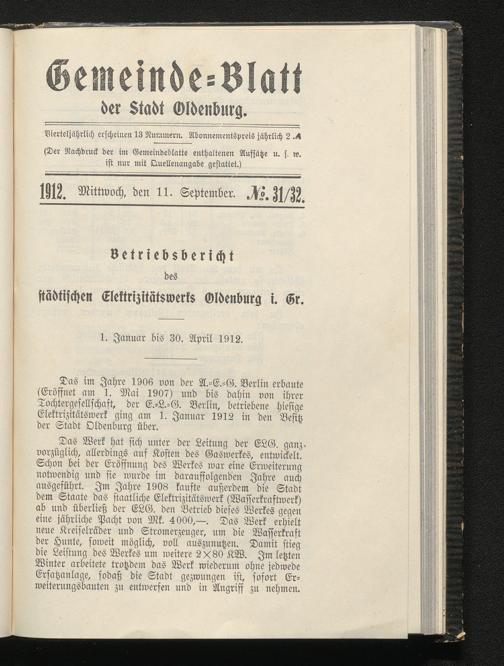 Gemeinde=Blatt
der Stadt Oldenburg.
Vierteljährlich erscheinen 13 Nummern. Abonnementspreis jährlich 2 ℳ
(Der Nachdruck der im Gemeindeblatte enthaltenen Aufsätze u. s. w.
ist nur mit Quellenangabe gestattet.)
1912. Mittwoch, den 11. September. No. 31/32.
Betriebsbericht
des
städtischen Elektrizitätswerks Oldenburg i. Gr.
1. Januar bis 30. April 1912.
Das im Jahre 1906 von der A.=E.=G. Berlin erbaute
(Eröffnet am 1. Mai 1907) und bis dahin von ihrer
Tochtergesellschaft, der E.=L.=G. Berlin, betriebene hiesige
Elektrizitätswerk ging am 1. Januar 1912 in den Besitz
der Stadt Oldenburg über.
Das Werk hat sich unter der Leitung der ELG. ganz
vorzüglich, allerdings auf Kosten des Gaswerkes, entwickelt.
Schon bei der Eröffnung des Werkes war eine Erweiterung
notwendig und sie wurde im darauffolgenden Jahre auch
ausgeführt. Im Jahre 1908 kaufte außerdem die Stadt
dem Staate das staatliche Elektrizitätswerk (Wasserkraftwerk)
ab und überließ der ELG. den Betrieb dieses Werkes gegen
eine jährliche Pacht von Mk. 4000,—. Das Werk erhielt
neue Kreiselräder und Stromerzeuger, um die Wasserkraft
der Hunte, soweit möglich, voll auszunutzen. Damit stieg
die Leistung des Werkes um weitere 2×80 KW. Im letzten
Winter arbeitete trotzdem das Werk wiederum ohne jedwede
Ersatzanlage, sodaß die Stadt gezwungen ist, sofort Er=
weiterungsbauten zu entwerfen und in Angriff zu nehmen.